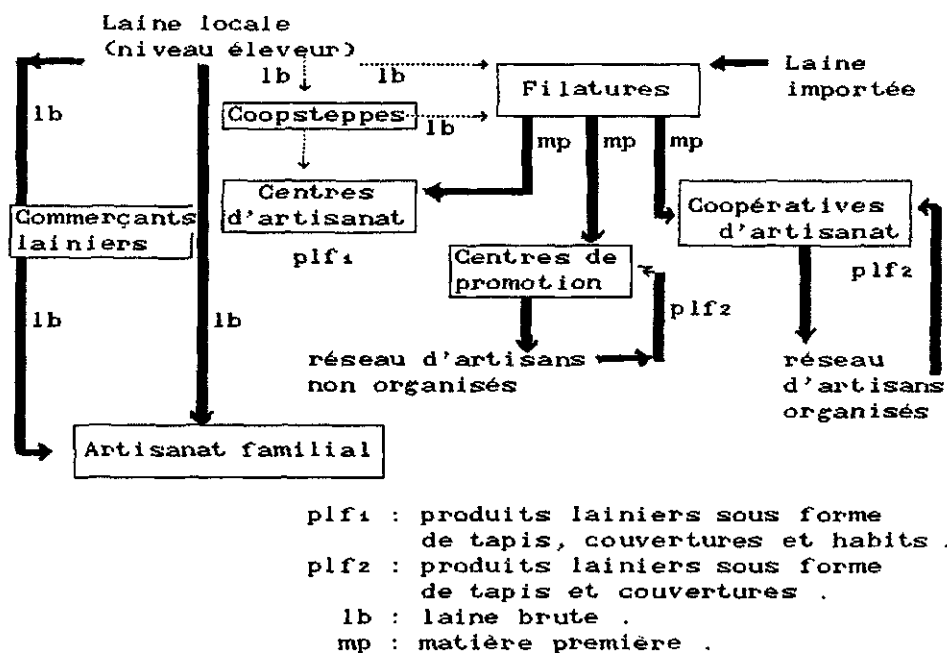 Laine locale
(niveau éleveur)
lb
lb
lb
Filatures
Laine
importée
Coopsteppes
lb
mp
mp
mp
Centres
d'artisanat
plf₁
Commerçants
lainiers
Coopératives
d'artisanat
Centres de
promotion
plf₂
plf₂
lb
lb
réseau d'artisans
non organisés
réseau
d'artisans
organisés
Artisanat familial
plf₁ : produits lainiers sous forme
de tapis, couvertures et habits .
plf₂ : produits lainiers sous forme
de tapis et couvertures .
lb : laine brute .
mp : matière première .